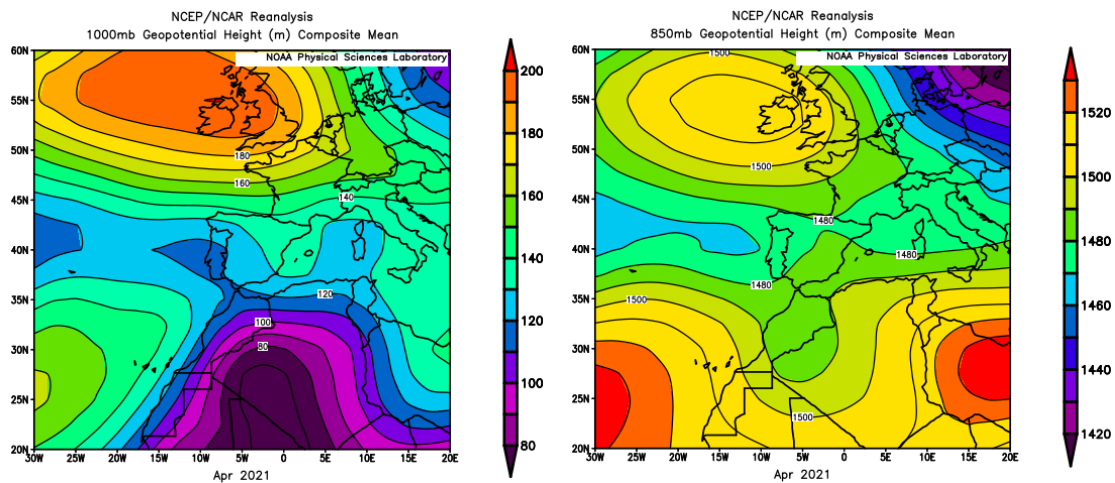 NCEP/NCAR Reanalysis
1000mb Geopotential Height (m) Composite Mean
NOAA Physical Sciences Laboratory
60N
55N
50N
45N
40N
35N
30N
25N
20N
30W 25W 20W 15W 10W 5W 0 5E 10E 15E 20E
180
160
140
120
100
80
200
180
160
140
120
100
80
Apr 2021
NCEP/NCAR Reanalysis
850mb Geopotential Height (m) Composite Mean
NOAA Physical Sciences Laboratory
60N
55N
50N
45N
40N
35N
30N
25N
20N
30W 25W 20W 15W 10W 5W 0 5E 10E 15E 20E
1500
1500
1480
1480
1480
1500
1500
1520
1500
1480
1460
1440
1420
Apr 2021